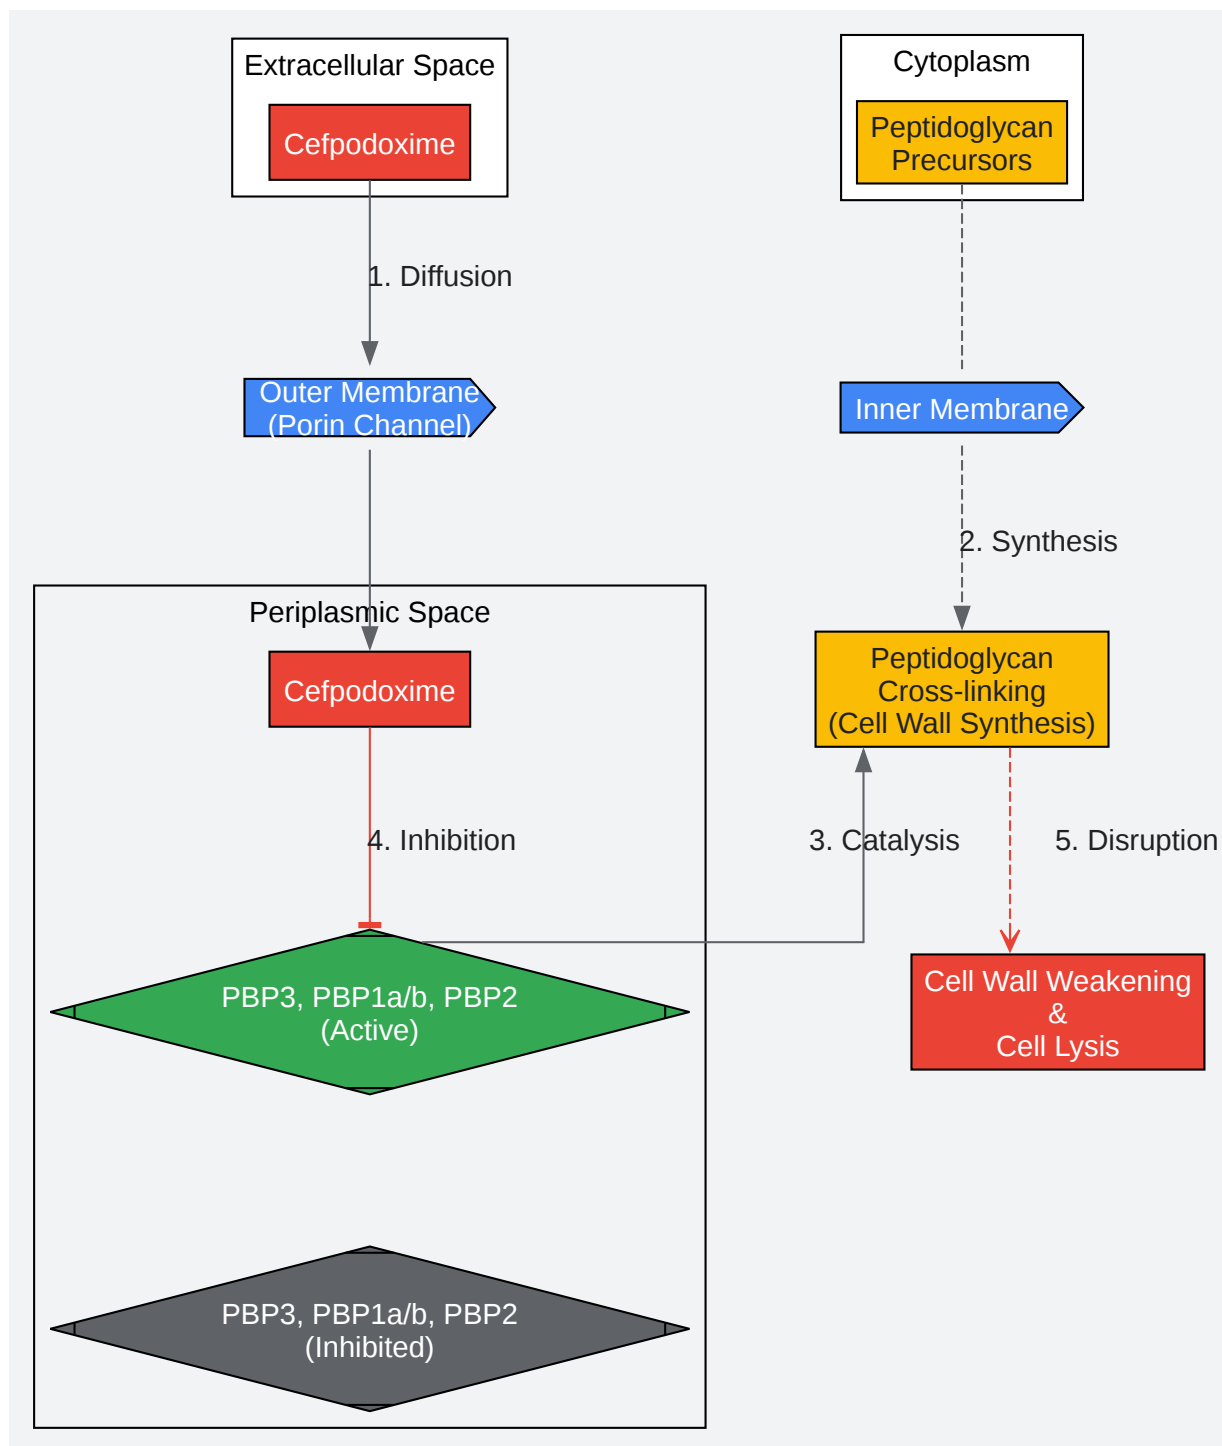 Extracellular Space
Cefpodoxime
Cytoplasm
Peptidoglycan
Precursors
1. Diffusion
Outer Membrane
(Porin Channel)
Inner Membrane
2. Synthesis
Periplasmic Space
Cefpodoxime
Peptidoglycan
Cross-linking
(Cell Wall Synthesis)
4. Inhibition
3. Catalysis
5. Disruption
PBP3, PBP1a/b, PBP2
(Active)
Cell Wall Weakening
&
Cell Lysis
PBP3, PBP1a/b, PBP2
(Inhibited)